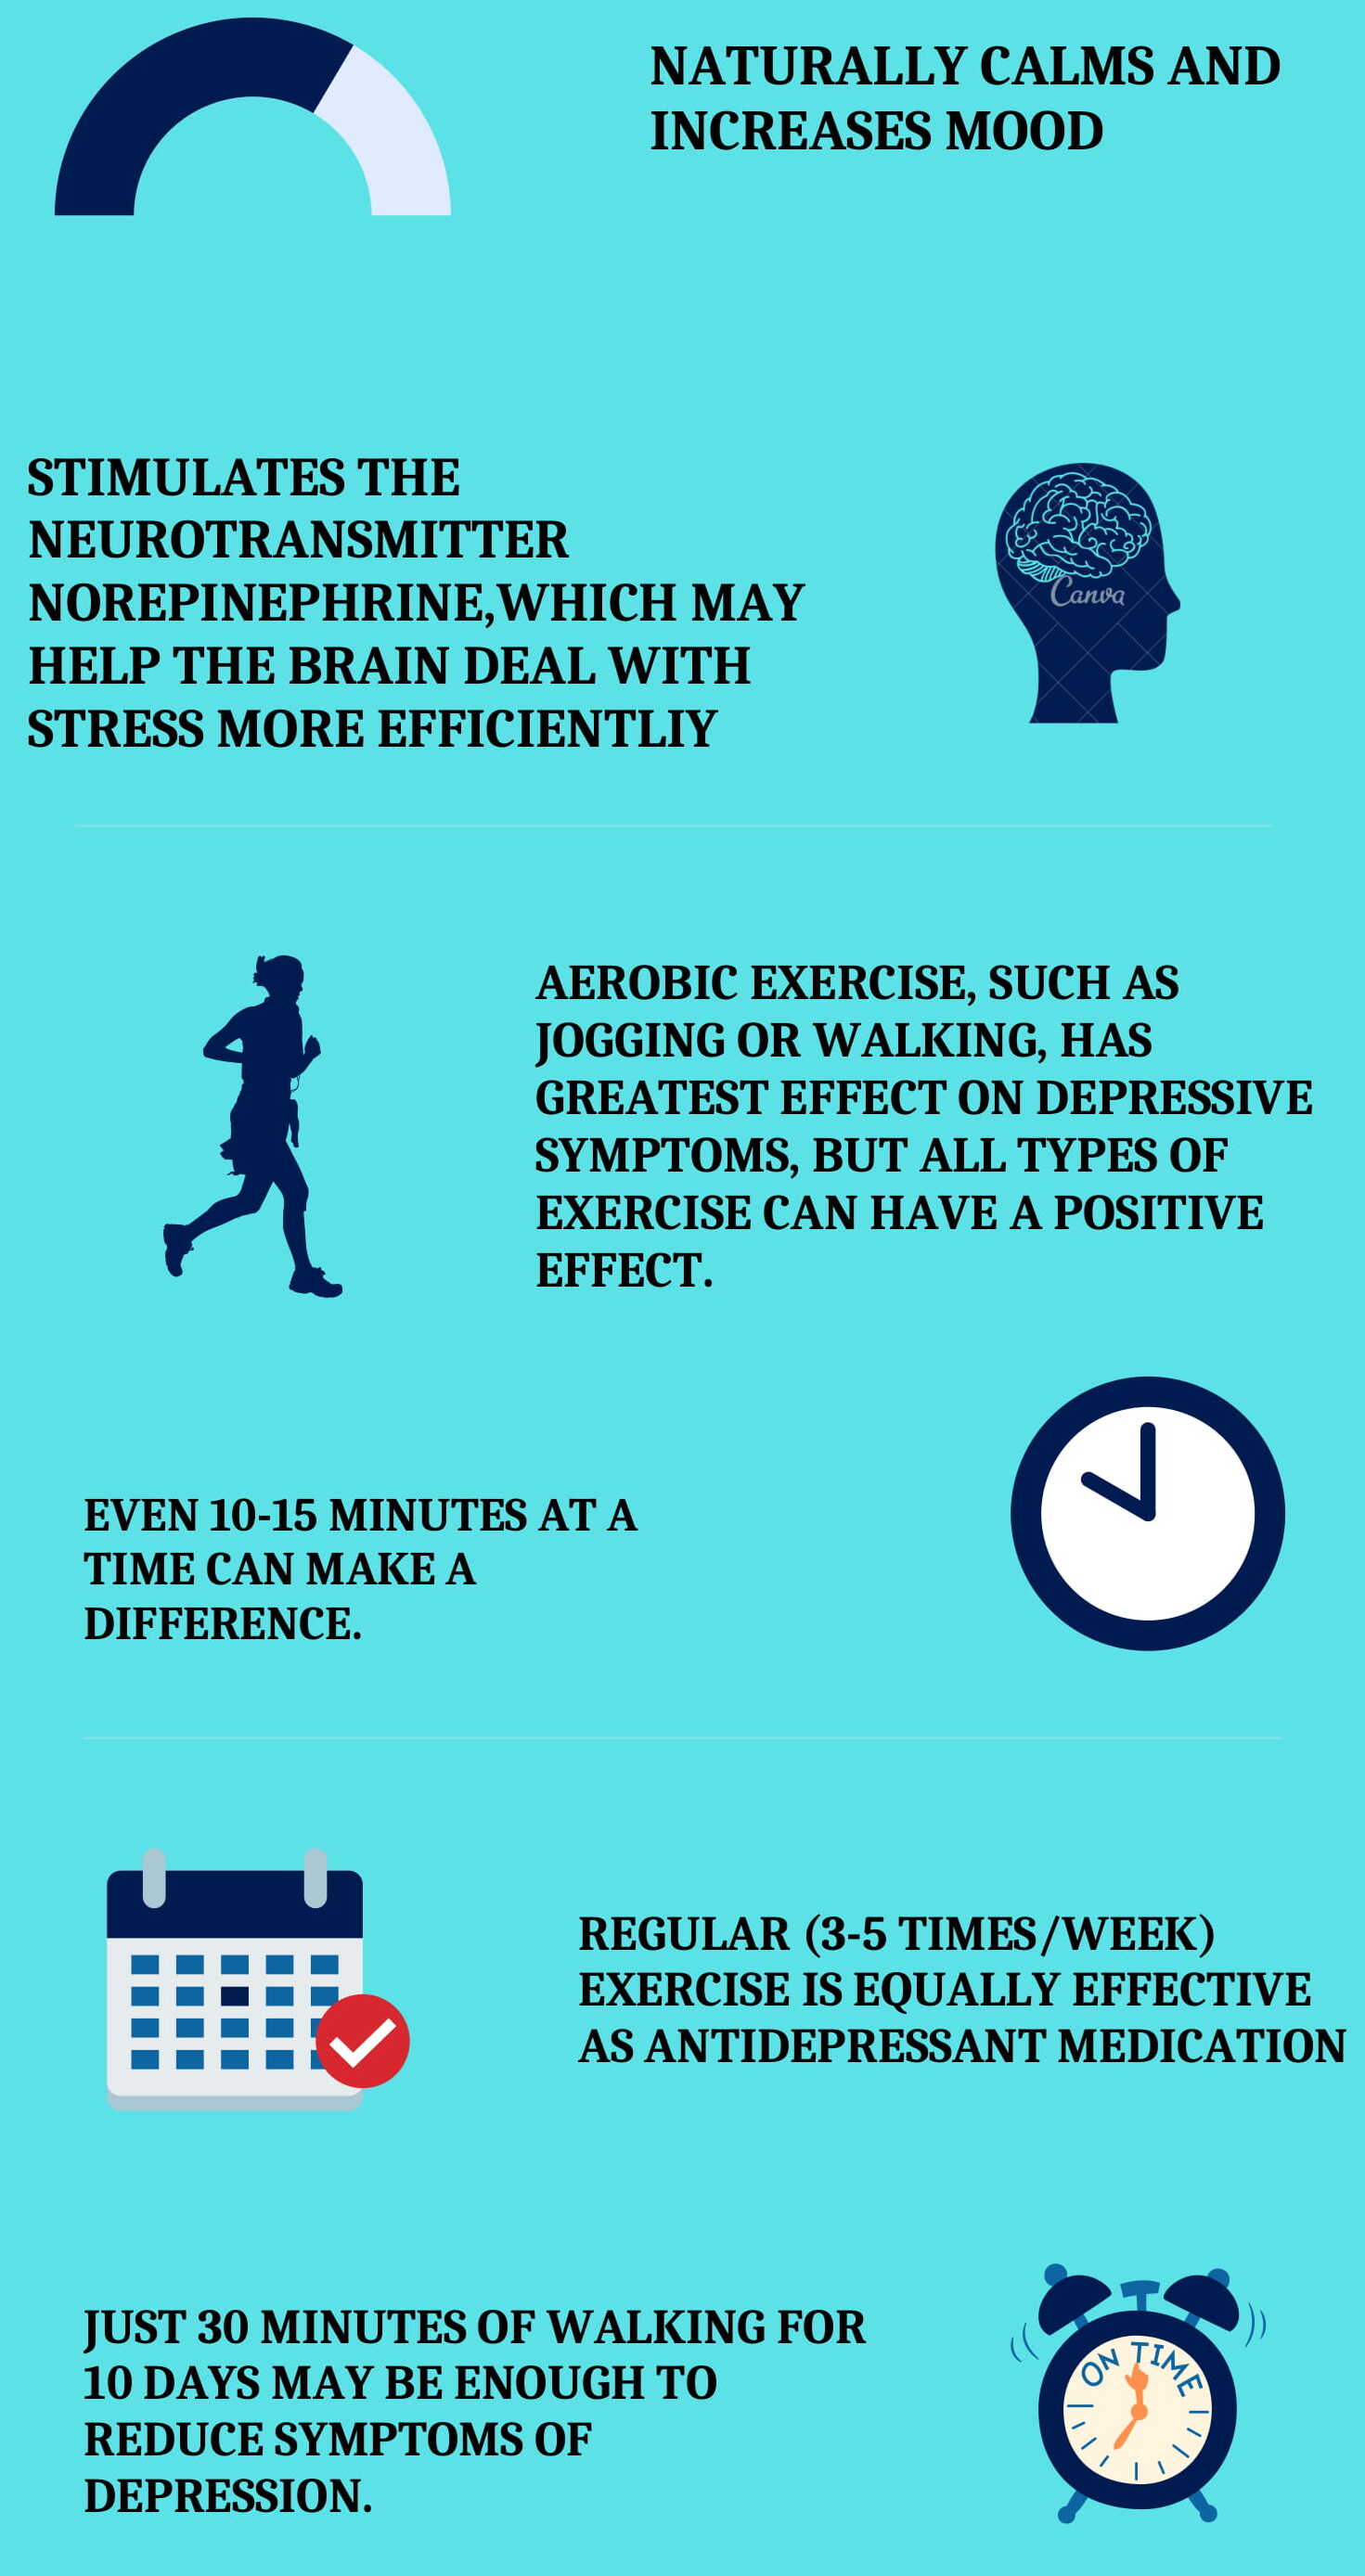 NATURALLY CALMS AND
INCREASES MOOD
STIMULATES THE
NEUROTRANSMITTER
NOREPINEPHRINE,WHICH MAY
HELP THE BRAIN DEAL WITH
STRESS MORE EFFICIENTLIY
Canva
AEROBIC EXERCISE, SUCH AS
JOGGING OR WALKING, HAS
GREATEST EFFECT ON DEPRESSIVE
SYMPTOMS, BUT ALL TYPES OF
EXERCISE CAN HAVE A POSITIVE
EFFECT.
EVEN 10-15 MINUTES AT A
TIME CAN MAKE A
DIFFERENCE.
REGULAR (3-5 TIMES/WEEK)
EXERCISE IS EQUALLY EFFECTIVE
AS ANTIDEPRESSANT MEDICATION
JUST 30 MINUTES OF WALKING FOR
10 DAYS MAY BE ENOUGH TO
REDUCE SYMPTOMS OF
DEPRESSION.
ON TIME